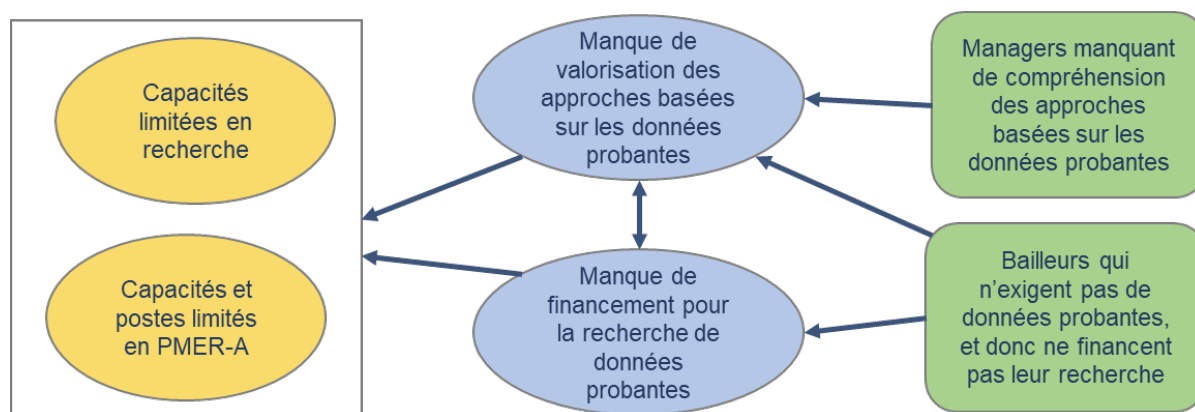 Capacités
limitées en
recherche
Capacités et
postes limités
en PMER-A
Manque de
valorisation des
approches basées
sur les données
probantes
Manque de
financement pour
la recherche de
données
probantes
Managers manquant
de compréhension
des approches
basées sur les
données probantes
Bailleurs qui
n'exigent pas de
données probantes,
et donc ne financent
pas leur recherche